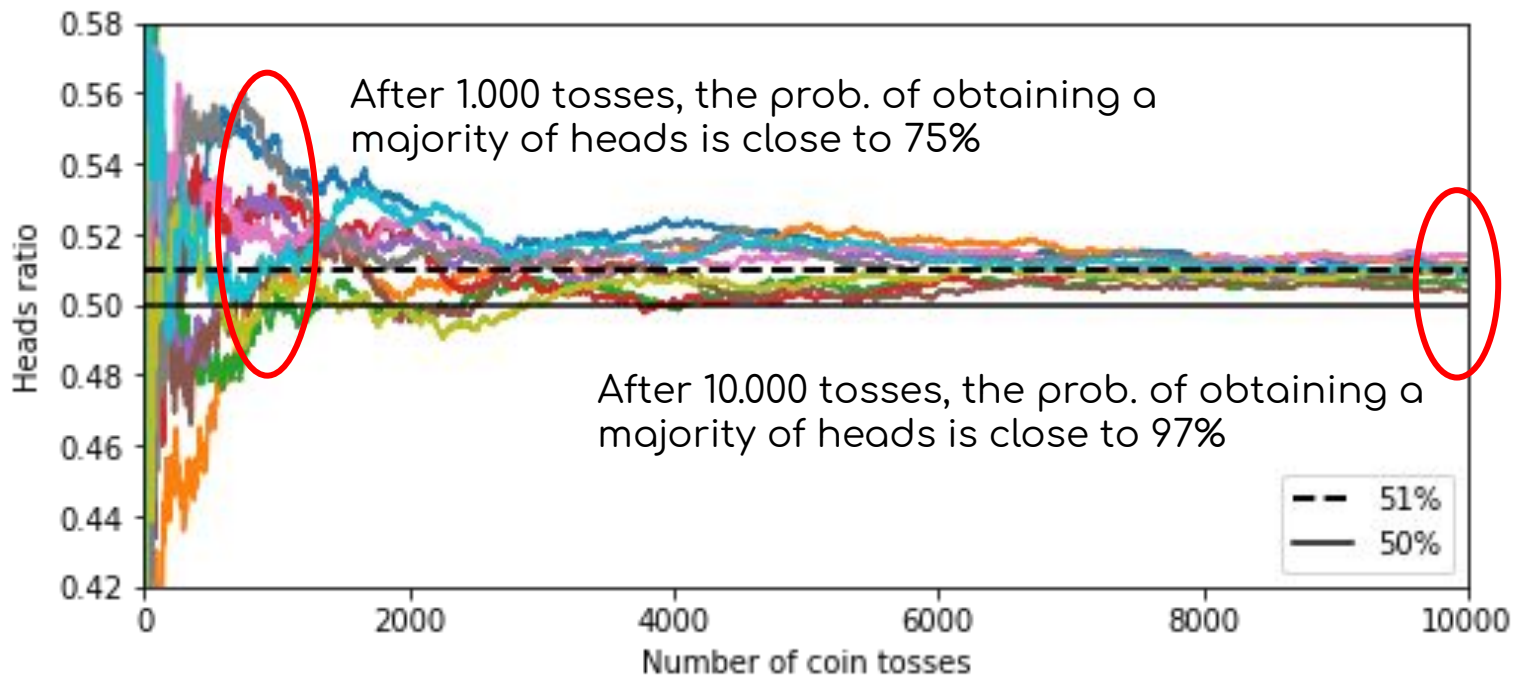 0.58
0.56
0.54
0.52
0.50
0.48
0.46
0.44
0.42
Heads ratio
After 1.000 tosses, the prob. of obtaining a
majority of heads is close to 75%
After 10.000 tosses, the prob. of obtaining a
majority of heads is close to 97%
51%
50%
0
2000
4000
6000
8000
10000
Number of coin tosses